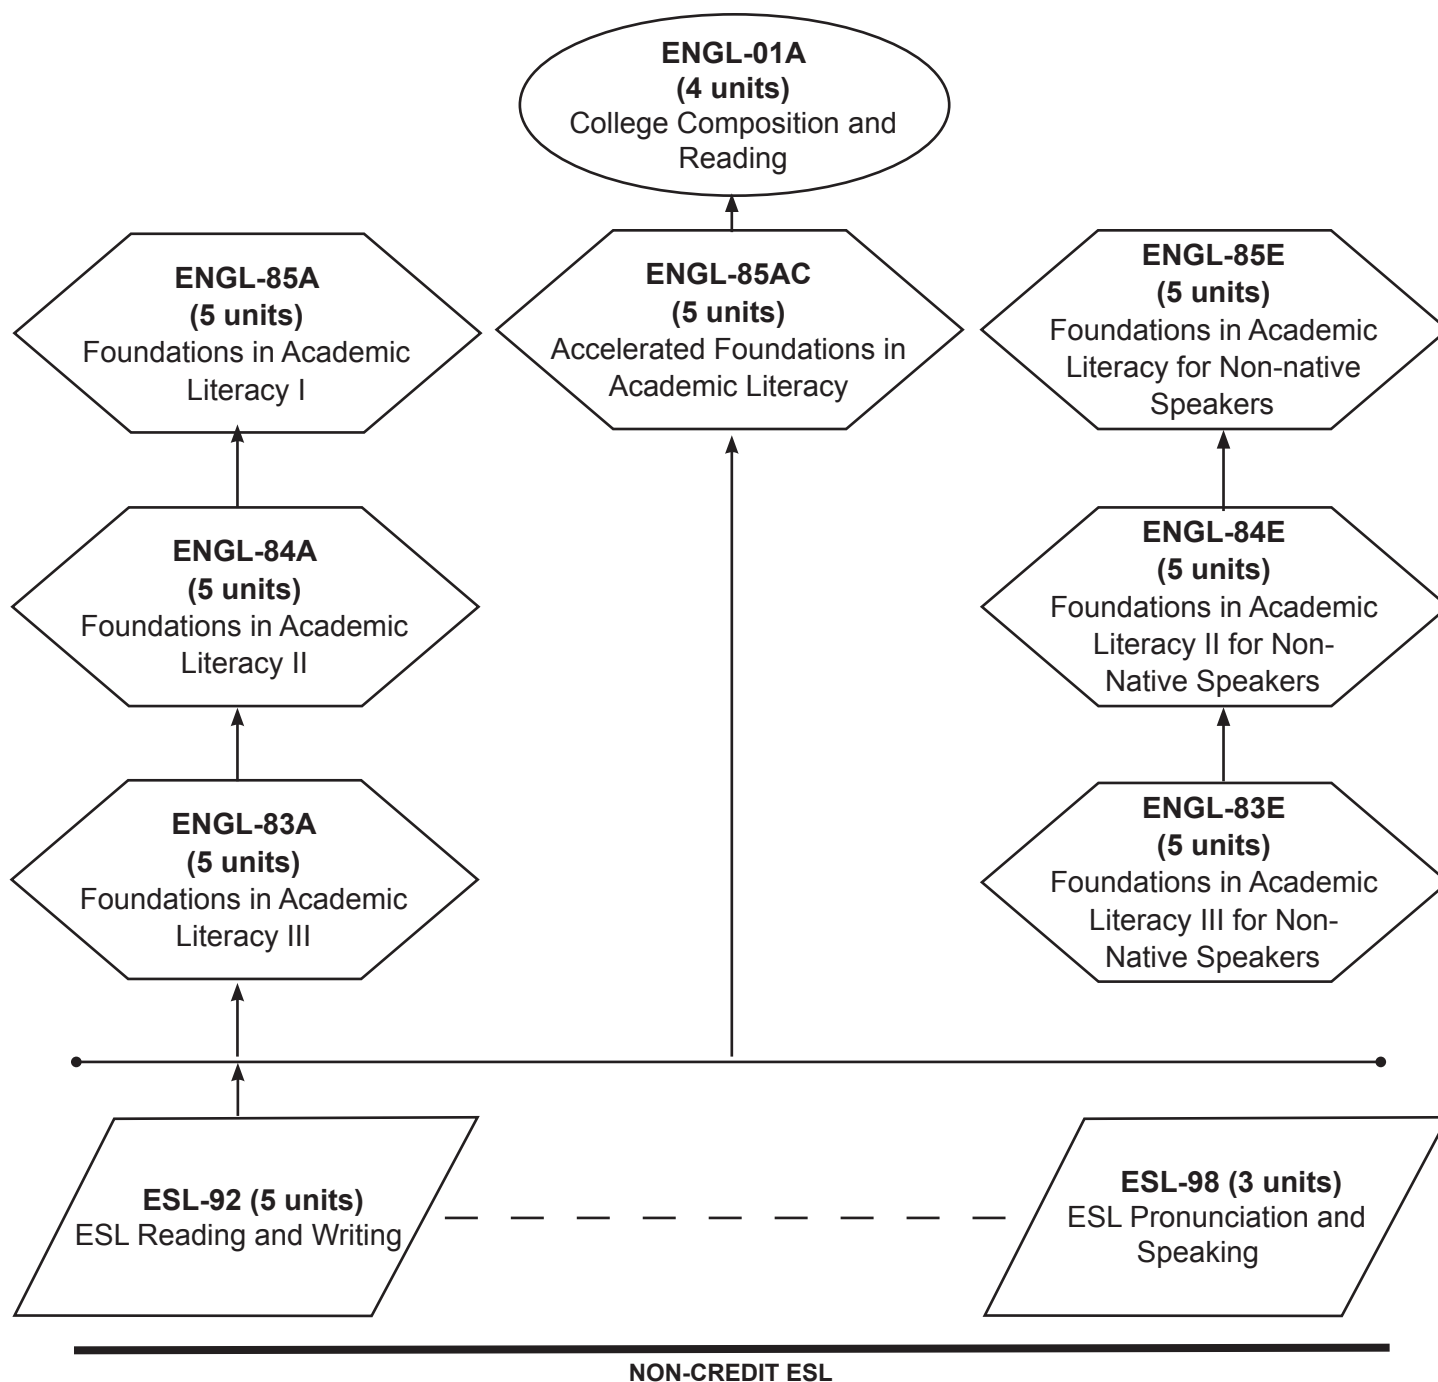 ENGL-01A
(4 units)
College Composition and
Reading
ENGL-85A
(5 units)
Foundations in Academic
Literacy I
ENGL-85AC
(5 units)
Accelerated Foundations in
Academic Literacy
ENGL-85E
(5 units)
Foundations in Academic
Literacy for Non-native
Speakers
ENGL-84A
(5 units)
Foundations in Academic
Literacy II
ENGL-84E
(5 units)
Foundations in Academic
Literacy II for Non-
Native Speakers
ENGL-83A
(5 units)
Foundations in Academic
Literacy III
ENGL-83E
(5 units)
Foundations in Academic
Literacy III for Non-
Native Speakers
ESL-92 (5 units)
ESL Reading and Writing
ESL-98 (3 units)
ESL Pronunciation and
Speaking
NON-CREDIT ESL